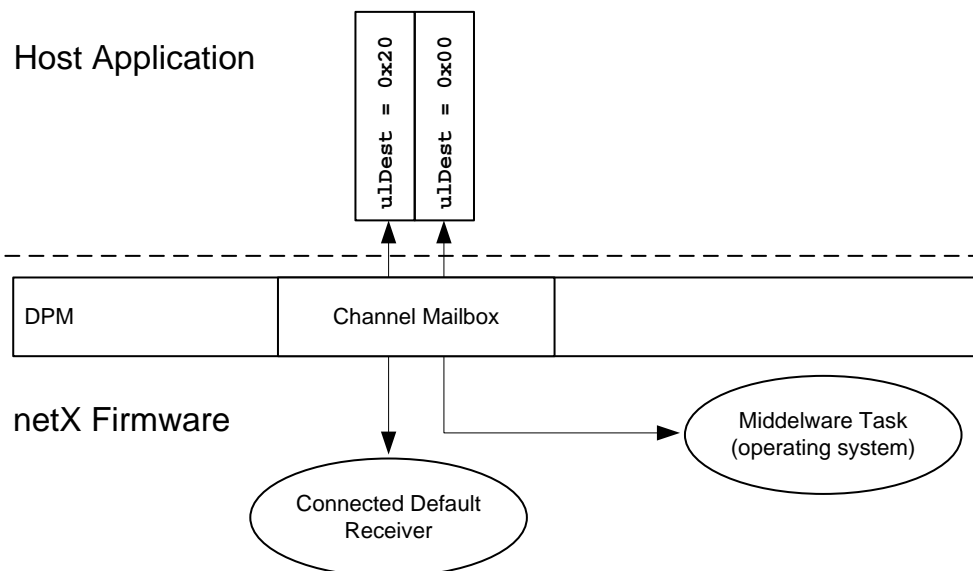 Host Application
ulDest = 0x20
ulDest = 0x00
DPM
Channel Mailbox
netX Firmware
Middelware Task
(operating system)
Connected Default
Receiver